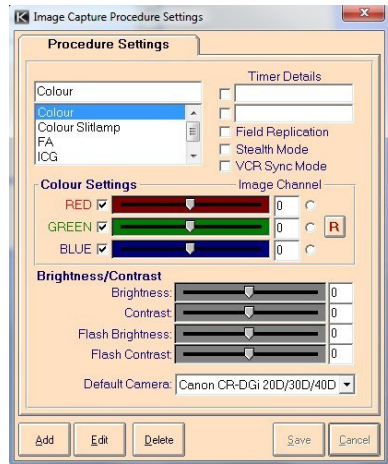 Image Capture Procedure Settings
Procedure Settings
Timer Details
Colour
Colour
Colour Slitlamp
FA
ICG
Field Replication
Stealth Mode
VCR Sync Mode
Colour Settings Image Channel
RED 0
GREEN 0 R
BLUE 0
Brightness/Contrast
Brightness: 0
Contrast: 0
Flash Brightness: 0
Flash Contrast: 0
Default Camera: Canon CR-DGi 20D/30D/40D
Add Edit Delete Save Cancel